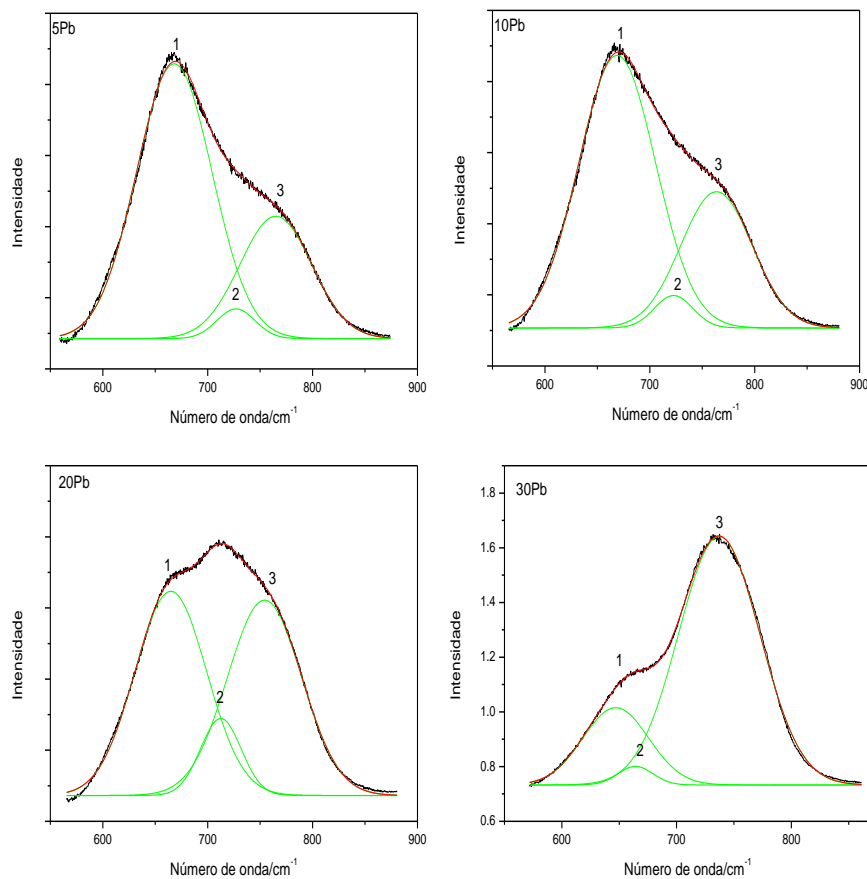 5Pb
1
3
2
Intensidade
600 700 800 900
Número de onda/cm⁻¹
10Pb
1
3
2
Intensidade
600 700 800 900
Número de onda/cm⁻¹
20Pb
1
3
2
Intensidade
600 700 800 900
Número de onda/cm⁻¹
30Pb
3
1
2
1.8
1.6
1.4
1.2
1.0
0.8
0.6
Intensidade
600 700 800
Número de onda/cm⁻¹